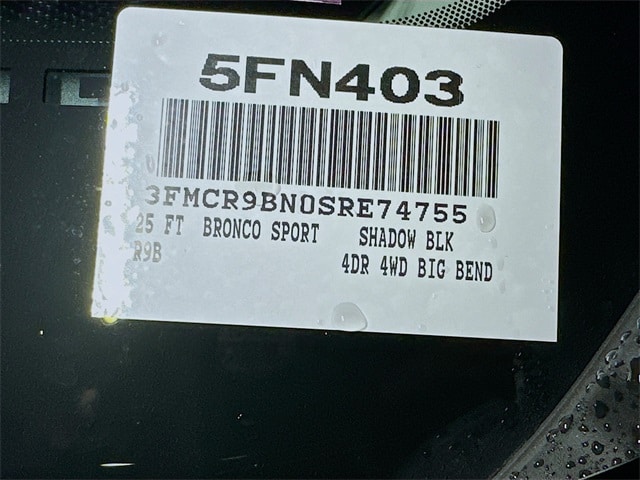 5FN403
3FMCR9BN0SRE74755
25 FT BRONCO SPORT SHADOW BLK
R9B 4DR 4WD BIG BEND